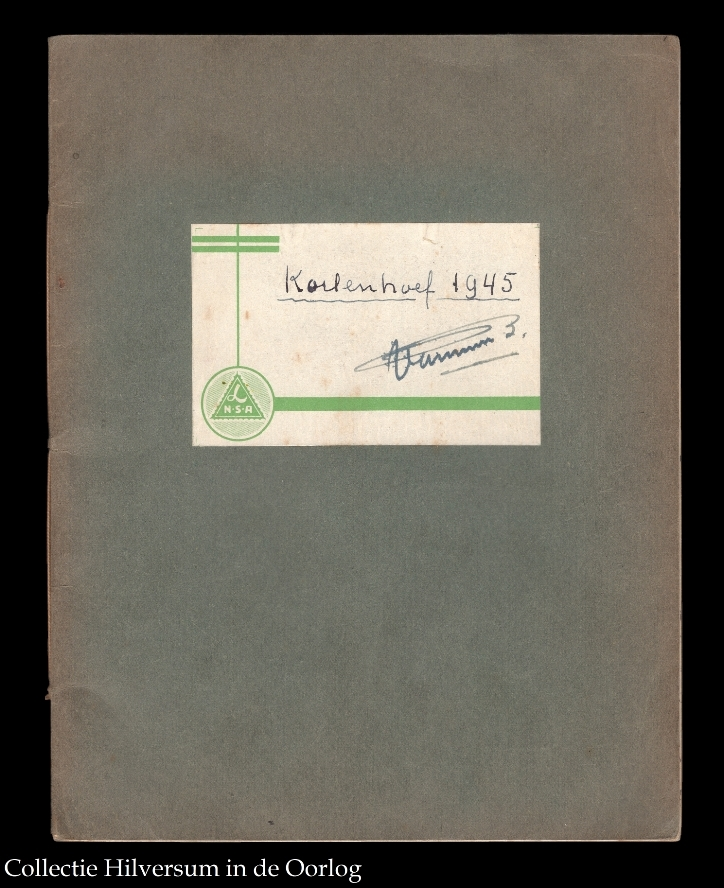 Kortenhoef 1945
B.
L
N·S·A
Collectie Hilversum in de Oorlog